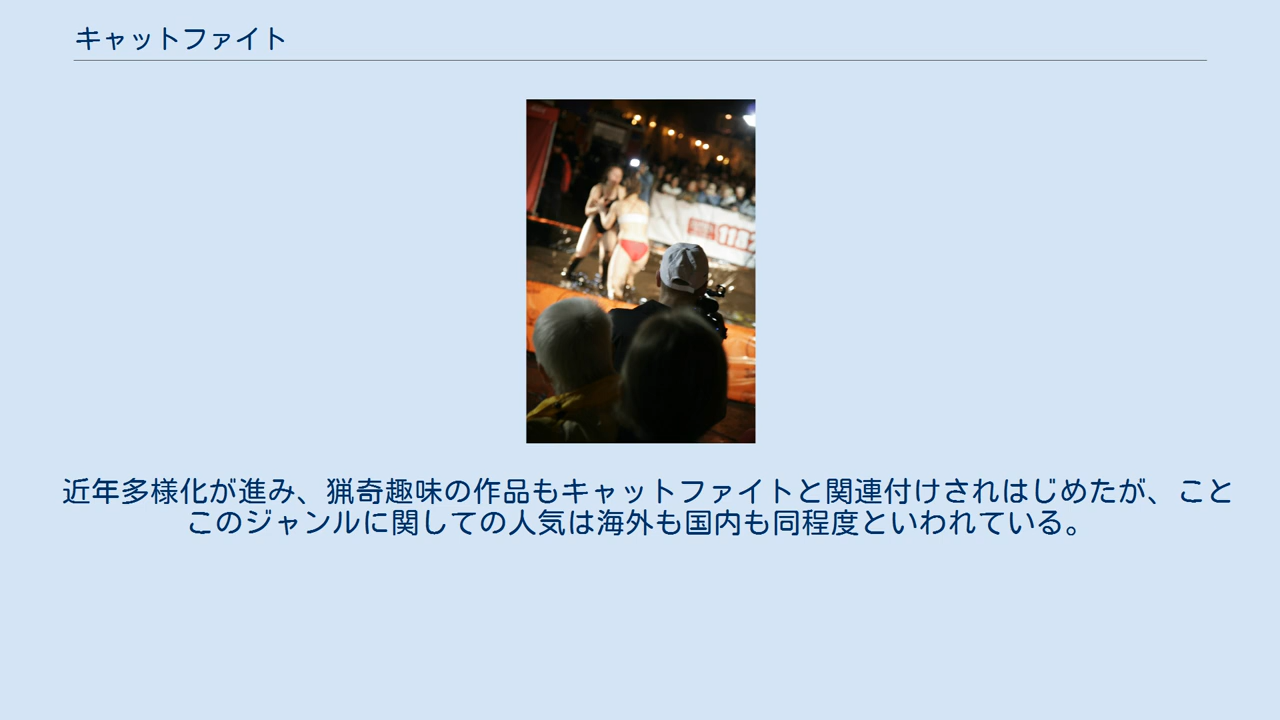 キャットファイト
近年多様化が進み、猟奇趣味の作品もキャットファイトと関連付けされはじめたが、こと
このジャンルに関しての人気は海外も国内も同程度といわれている。